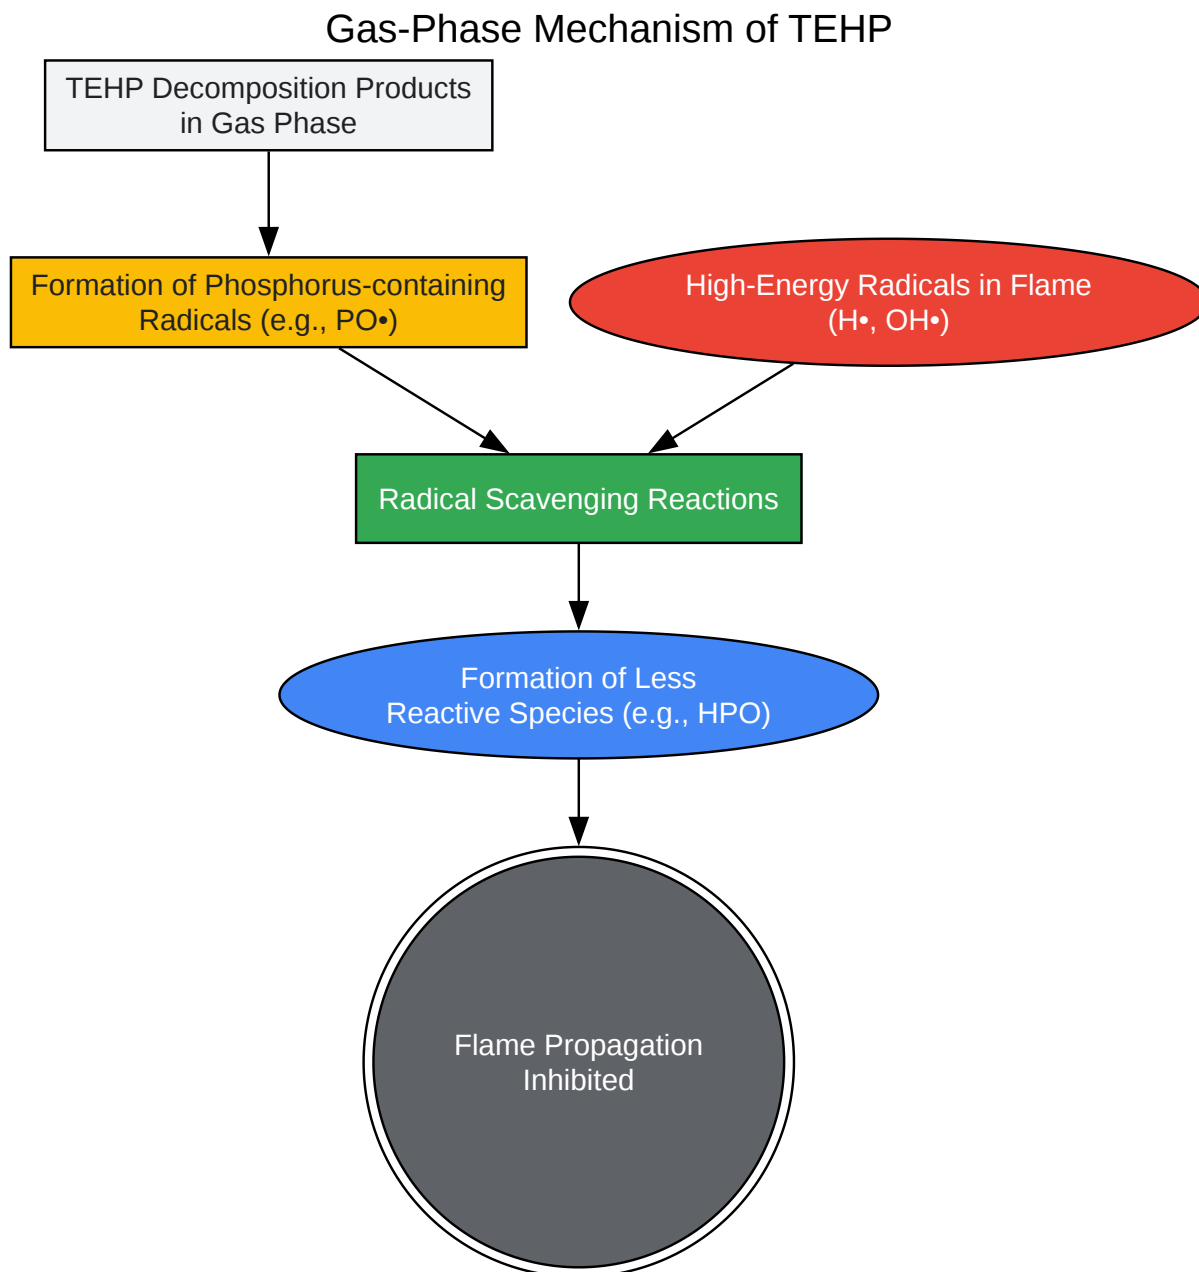 Gas-Phase Mechanism of TEHP
TEHP Decomposition Products
in Gas Phase
Formation of Phosphorus-containing
Radicals (e.g., PO•)
High-Energy Radicals in Flame
(H•, OH•)
Radical Scavenging Reactions
Formation of Less
Reactive Species (e.g., HPO)
Flame Propagation
Inhibited